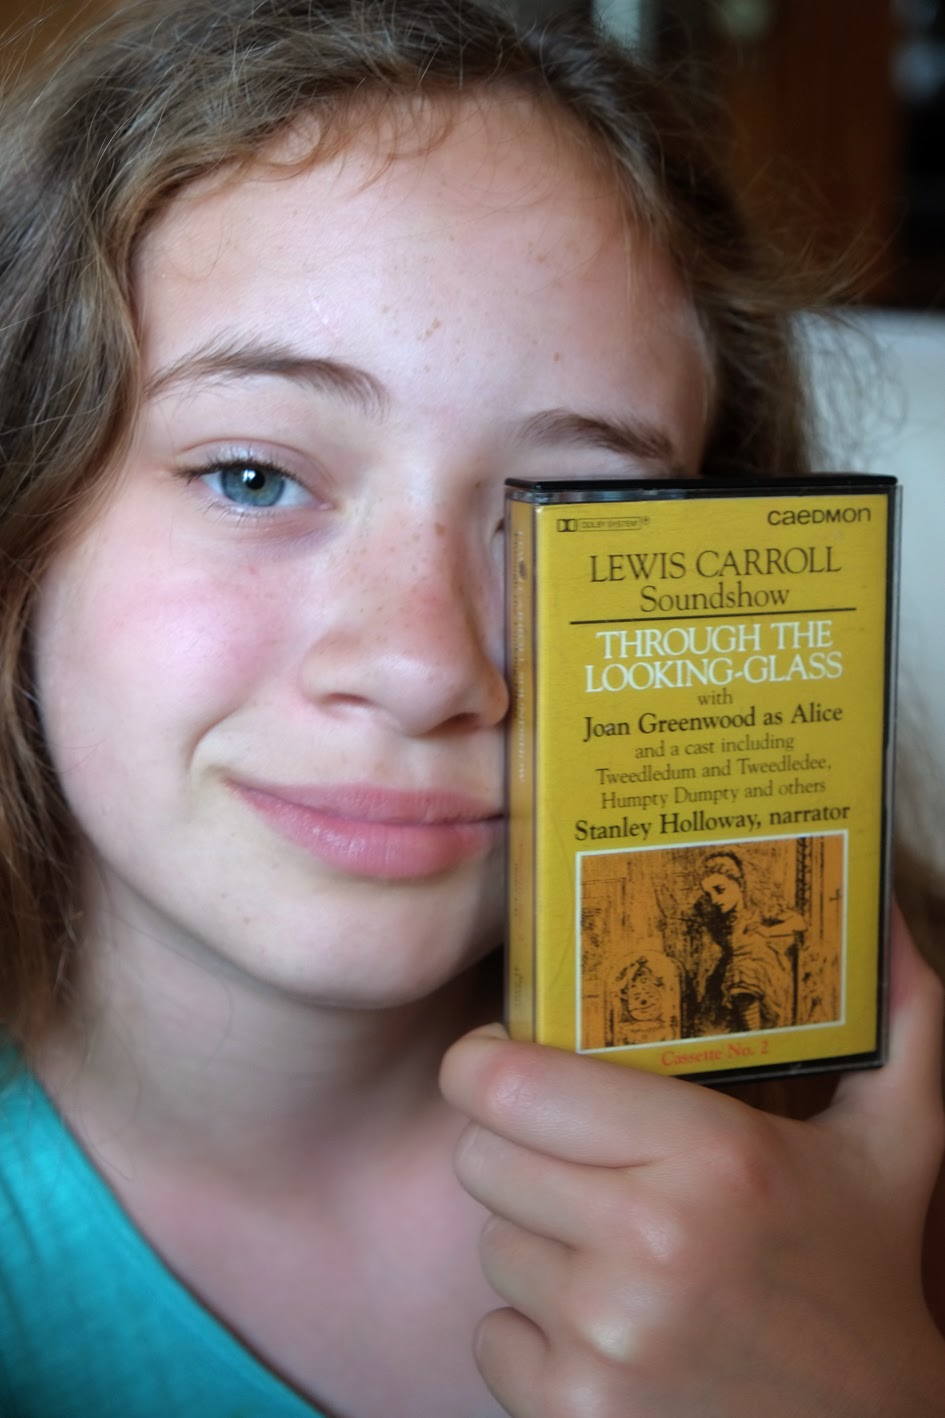 DOLBY SYSTEM®
CAEDMON
LEWIS CARROLL
Soundshow
THROUGH THE
LOOKING-GLASS
with
Joan Greenwood as Alice
and a cast including
Tweedledum and Tweedledee,
Humpty Dumpty and others
Stanley Holloway, narrator
Cassette No. 2